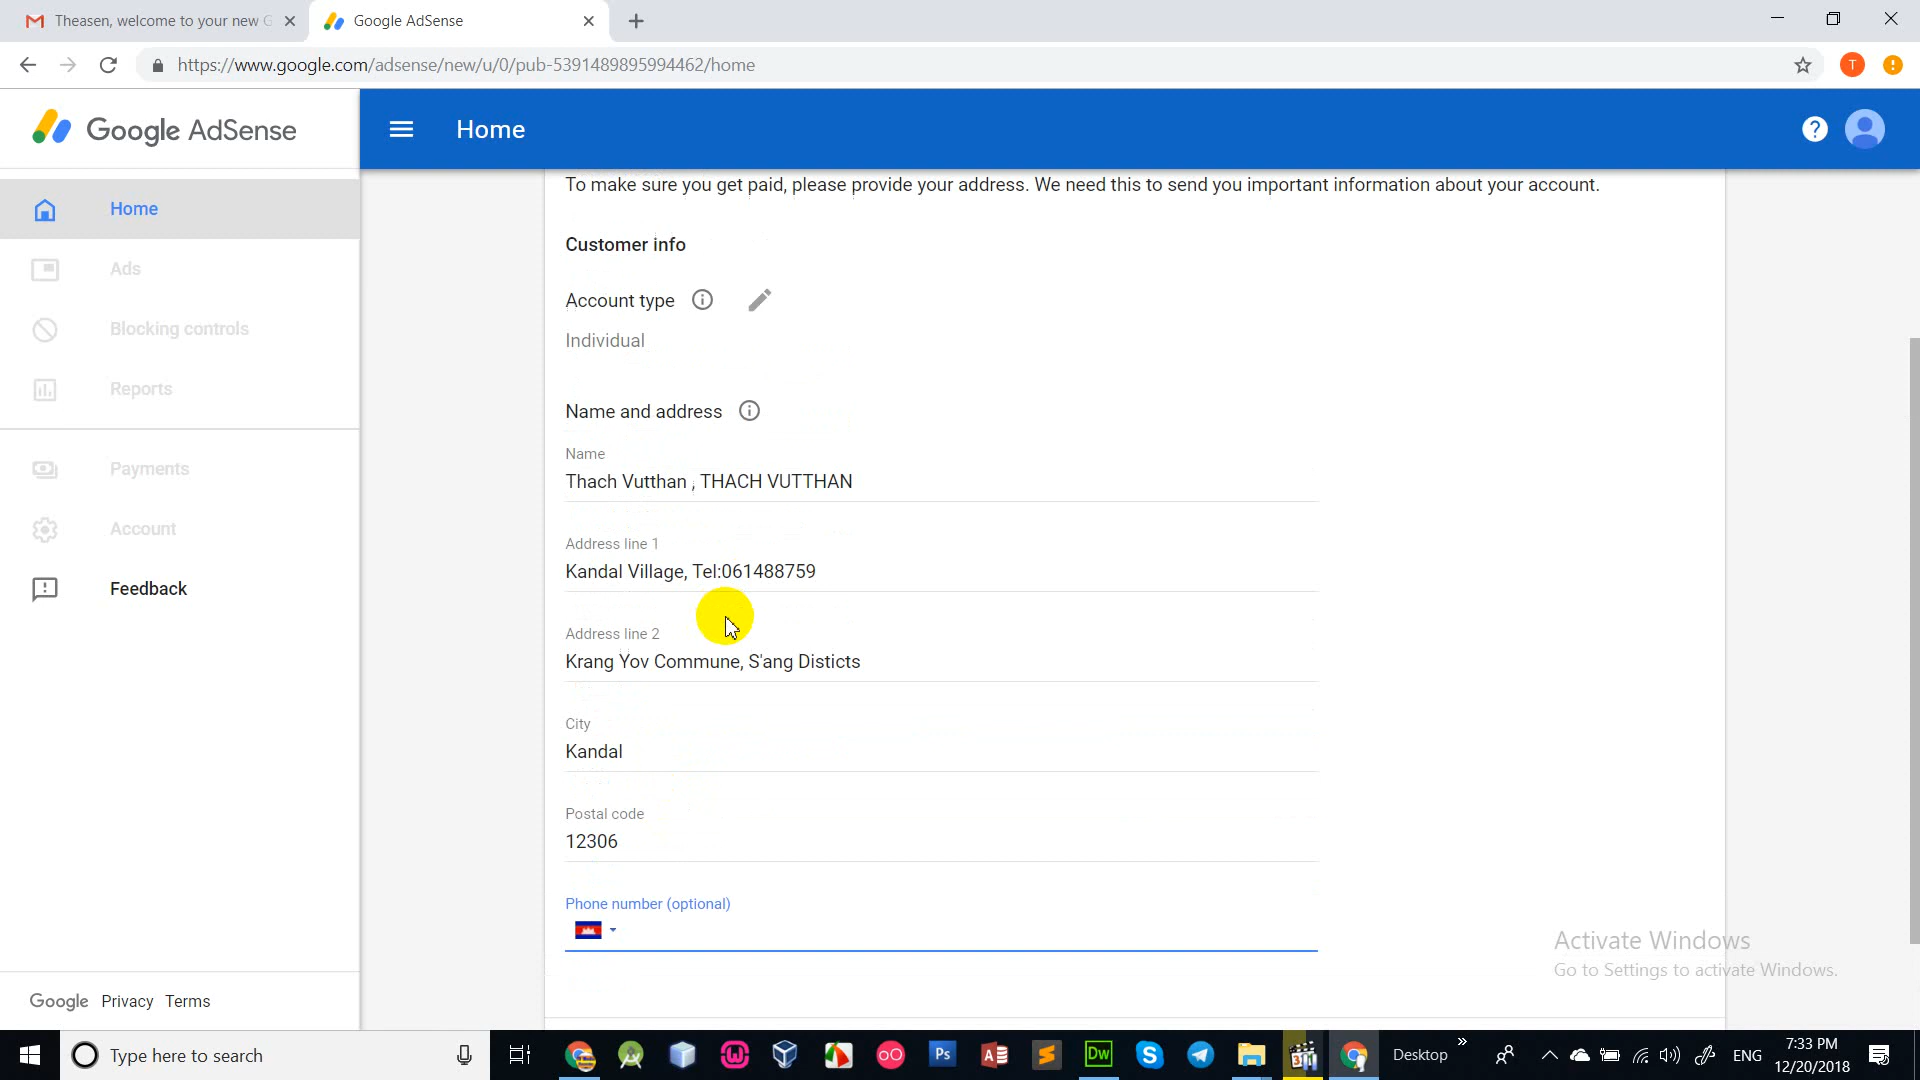 Theasen, welcome to your new G
Google AdSense
https://www.google.com/adsense/new/u/0/pub-5391489895994462/home
T
Google AdSense
Home
Home
Ads
Blocking controls
Reports
Payments
Account
Feedback
Google Privacy Terms
To make sure you get paid, please provide your address. We need this to send you important information about your account.
Customer info
Account type
Individual
Name and address
Name
Thach Vutthan , THACH VUTTHAN
Address line 1
Kandal Village, Tel:061488759
Address line 2
Krang Yov Commune, S'ang Disticts
City
Kandal
Postal code
12306
Phone number (optional)
Activate Windows
Go to Settings to activate Windows.
Type here to search
Ps
Dw
Desktop
ENG
7:33 PM
12/20/2018